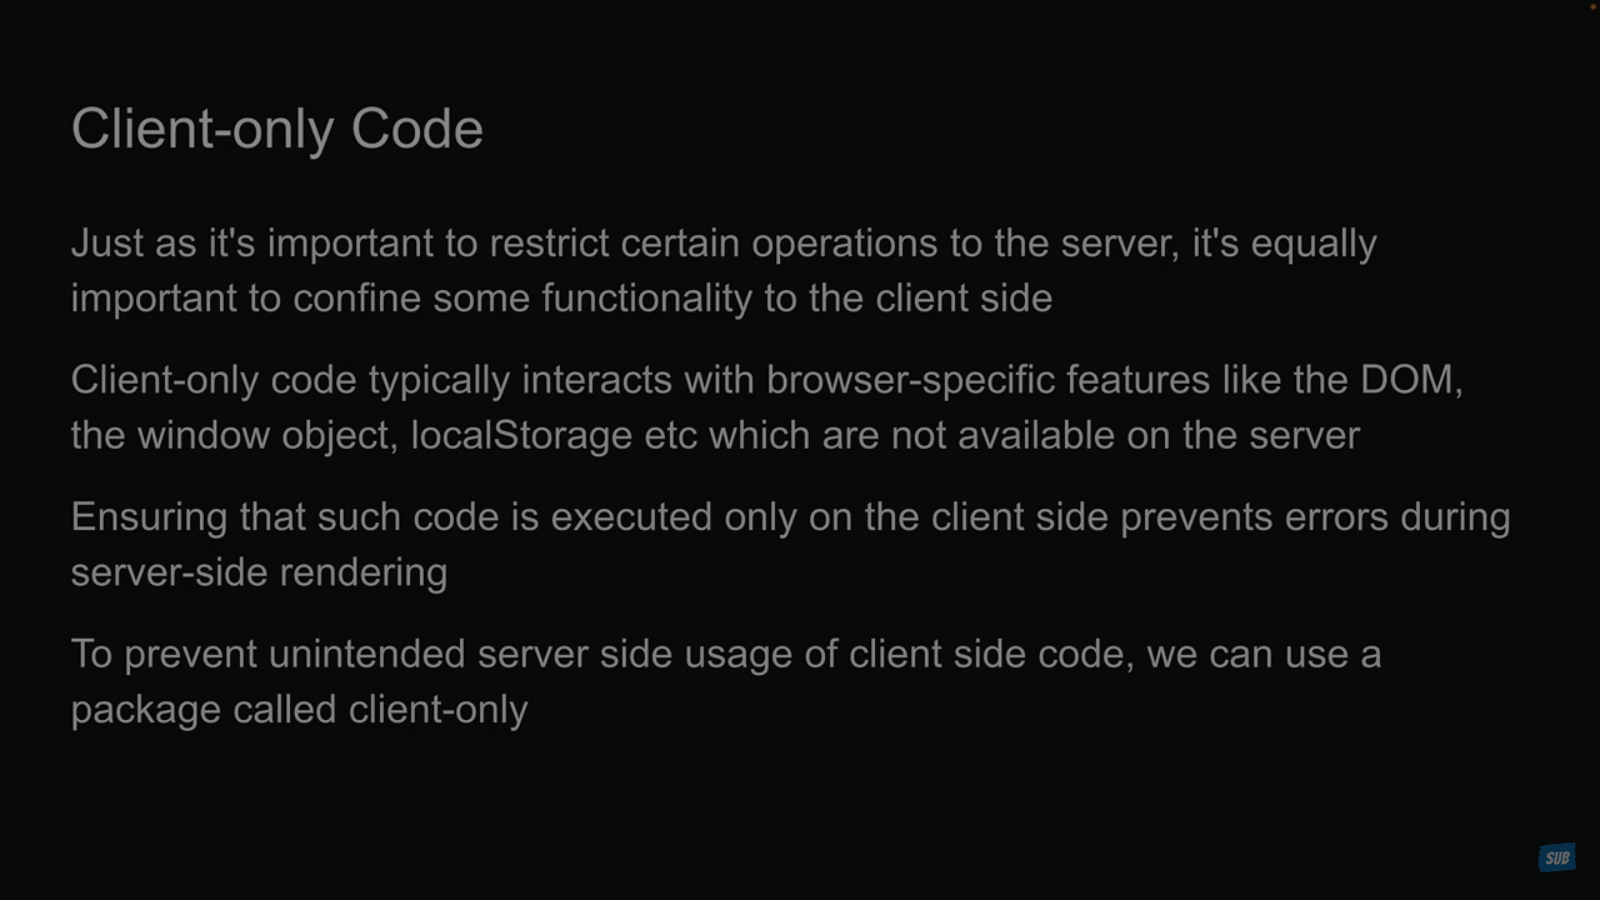 Client-only Code
Just as it's important to restrict certain operations to the server, it's equally
important to confine some functionality to the client side
Client-only code typically interacts with browser-specific features like the DOM,
the window object, localStorage etc which are not available on the server
Ensuring that such code is executed only on the client side prevents errors during
server-side rendering
To prevent unintended server side usage of client side code, we can use a
package called client-only
SUB